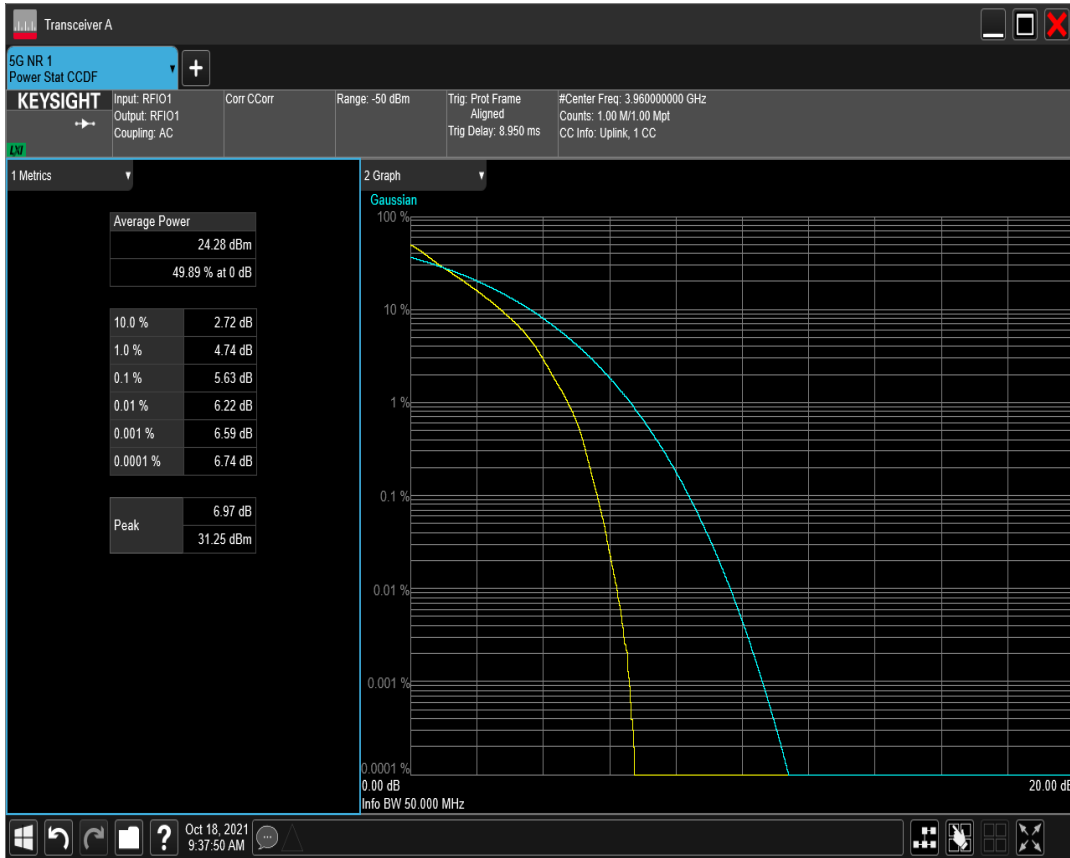 Transceiver A
5G NR 1
Power Stat CCDF
+
KEYSIGHT
LXI
Input: RFIO1
Output: RFIO1
Coupling: AC
Corr CCorr
Range: -50 dBm
Trig: Prot Frame
Aligned
Trig Delay: 8.950 ms
#Center Freq: 3.960000000 GHz
Counts: 1.00 M/1.00 Mpt
CC Info: Uplink, 1 CC
1 Metrics
Average Power
24.28 dBm
49.89 % at 0 dB
10.0 % 2.72 dB
1.0 % 4.74 dB
0.1 % 5.63 dB
0.01 % 6.22 dB
0.001 % 6.59 dB
0.0001 % 6.74 dB
Peak
6.97 dB
31.25 dBm
2 Graph
Gaussian
100 %
10 %
1 %
0.1 %
0.01 %
0.001 %
0.0001 %
0.00 dB 20.00 dB
Info BW 50.000 MHz
?
Oct 18, 2021
9:37:50 AM